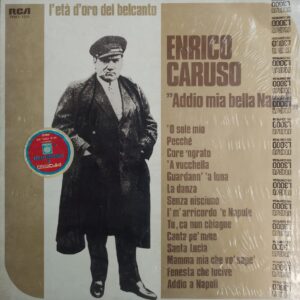 RCA
l'età d'oro del belcanto
ENRICO
CARUSO
"Addio mia bella Na
'O sole mio
Pecché
Core 'ngrato
'A vucchella
Guardann' 'a luna
La danza
Senza nisciuno
I' m' arricordo 'e Napule
Tu, ca nun chiagne
Canta pe' mme
Santa Lucia
Mamma mia che vo' sape'
Fenesta che lucive
Addio a Napoli
L.3000